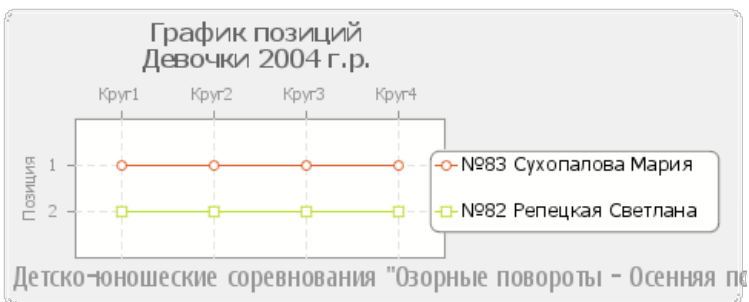 График позиций
Девочки 2004 г.р.
Круг1 Круг2 Круг3 Круг4
Позиция
1
2
№83 Сухопалова Мария
№82 Репецкая Светлана
Детско-юношеские соревнования "Озорные повороты - Осенняя